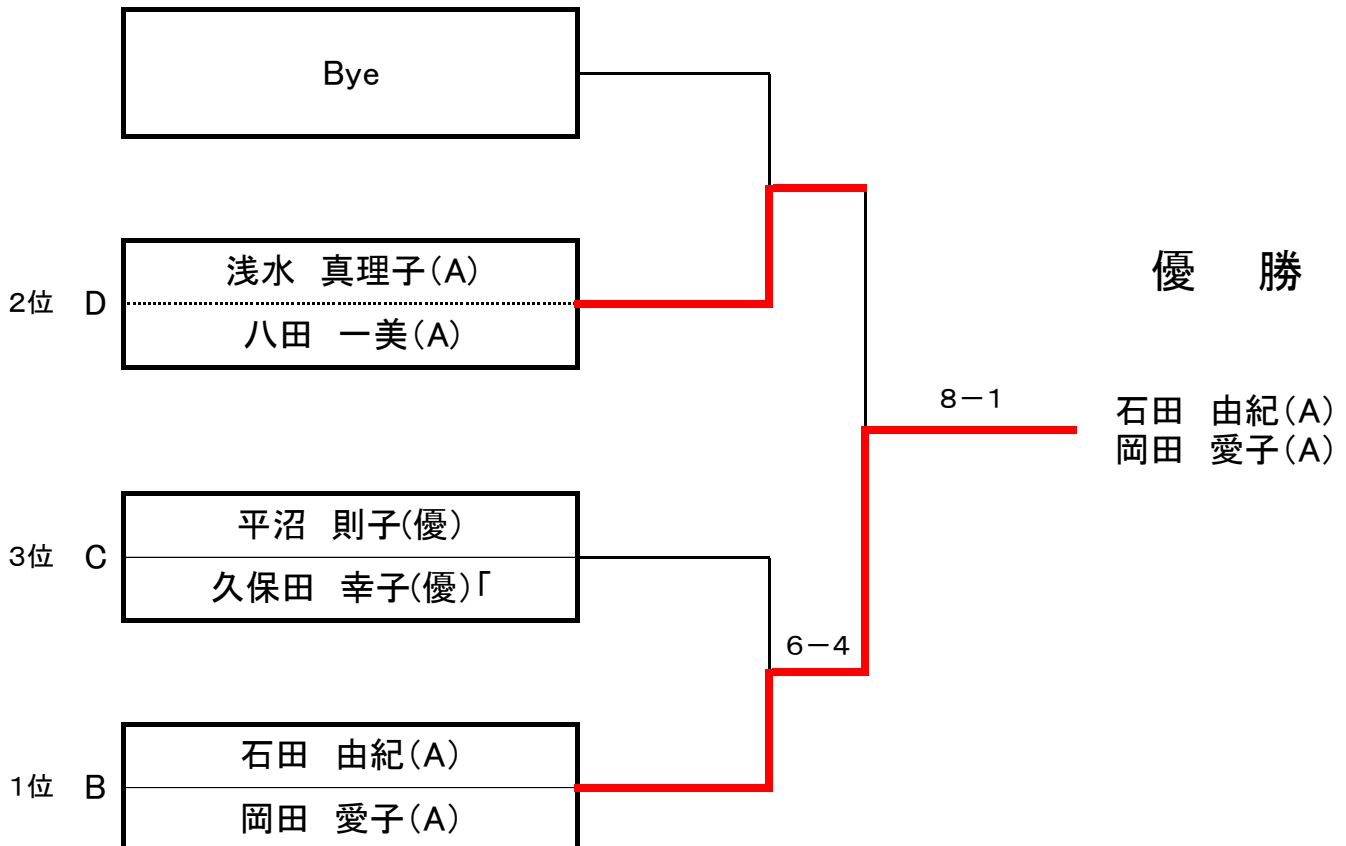 Bye
浅水　真理子(A)
2位　D
八田　一美(A)
優　勝
8－1
石田　由紀(A)
岡田　愛子(A)
平沼　則子(優)
3位　C
久保田　幸子(優)「
6－4
石田　由紀(A)
1位　B
岡田　愛子(A)